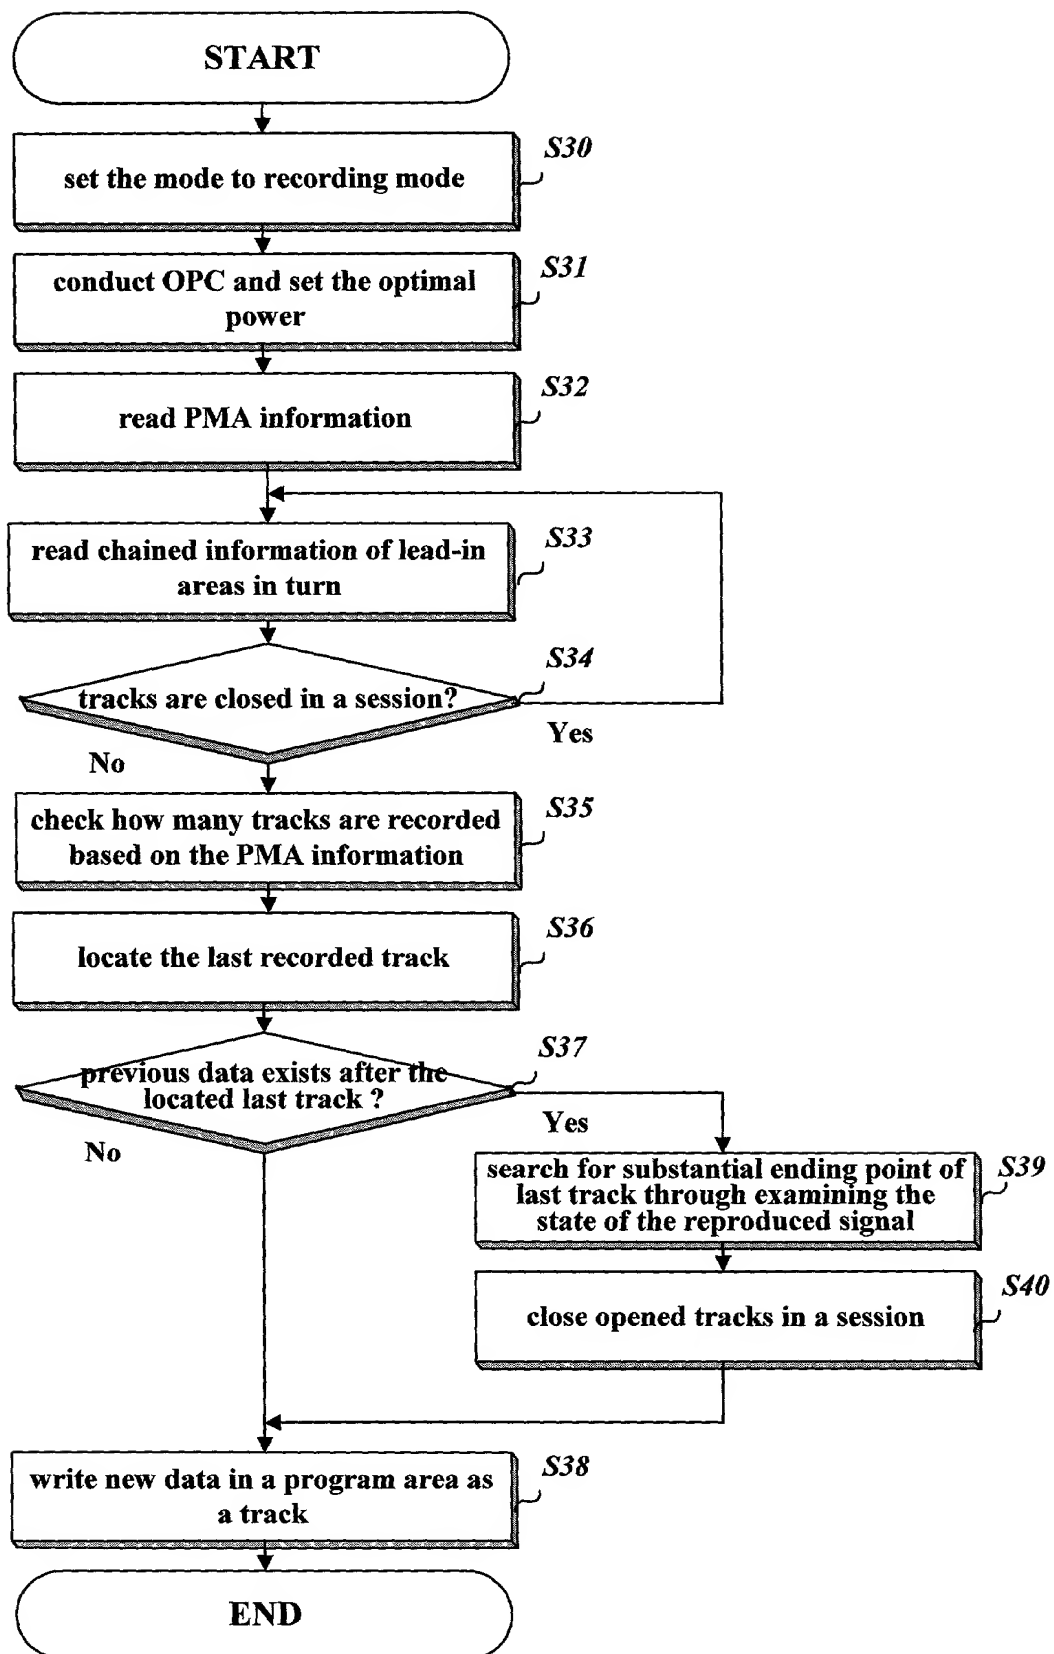 START
S30
set the mode to recording mode
S31
conduct OPC and set the optimal
power
S32
read PMA information
S33
read chained information of lead-in
areas in turn
S34
tracks are closed in a session?
Yes
No
S35
check how many tracks are recorded
based on the PMA information
S36
locate the last recorded track
S37
previous data exists after the
located last track ?
Yes
No
S39
search for substantial ending point of
last track through examining the
state of the reproduced signal
S40
close opened tracks in a session
S38
write new data in a program area as
a track
END